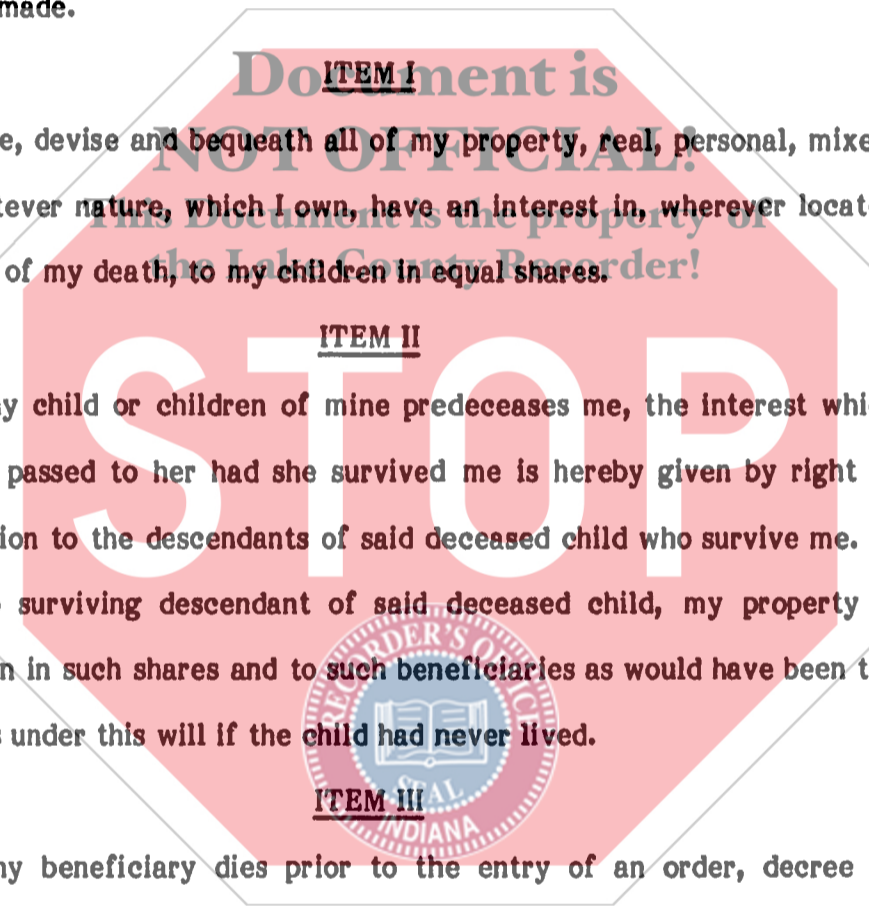 made.
Document is
ITEM I
e, devise and bequeath all of my property, real, personal, mixe
NOT OFFICIAL!
tever nature, which I own, have an interest in, wherever locat
This Document is the property of
of my death, to my children in equal shares.
the Lake County Recorder!
ITEM II
STOP
y child or children of mine predeceases me, the interest whi
passed to her had she survived me is hereby given by right
ion to the descendants of said deceased child who survive me.
surviving descendant of said deceased child, my property
n in such shares and to such beneficiaries as would have been t
s under this will if the child had never lived.
RECORDER'S OFFICE
SEAL
INDIANA
ITEM III
ny beneficiary dies prior to the entry of an order, decree